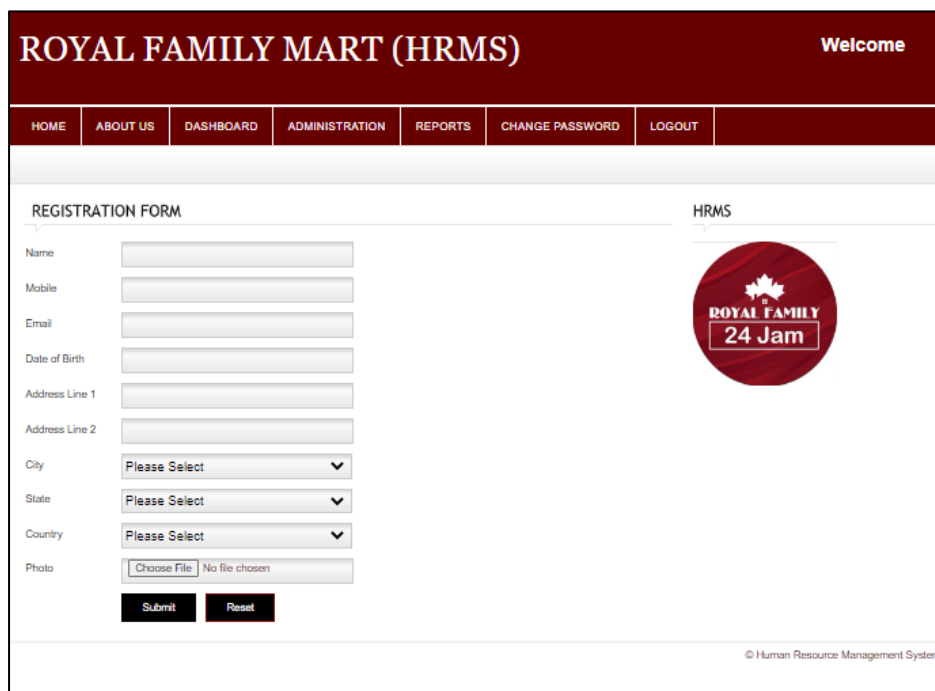 ROYAL FAMILY MART (HRMS)
Welcome
HOME ABOUT US DASHBOARD ADMINISTRATION REPORTS CHANGE PASSWORD LOGOUT
REGISTRATION FORM
HRMS
Name
Mobile
Email
Date of Birth
Address Line 1
Address Line 2
City Please Select
State Please Select
Country Please Select
Photo Choose File No file chosen
Submit Reset
ROYAL FAMILY
24 Jam
© Human Resource Management System